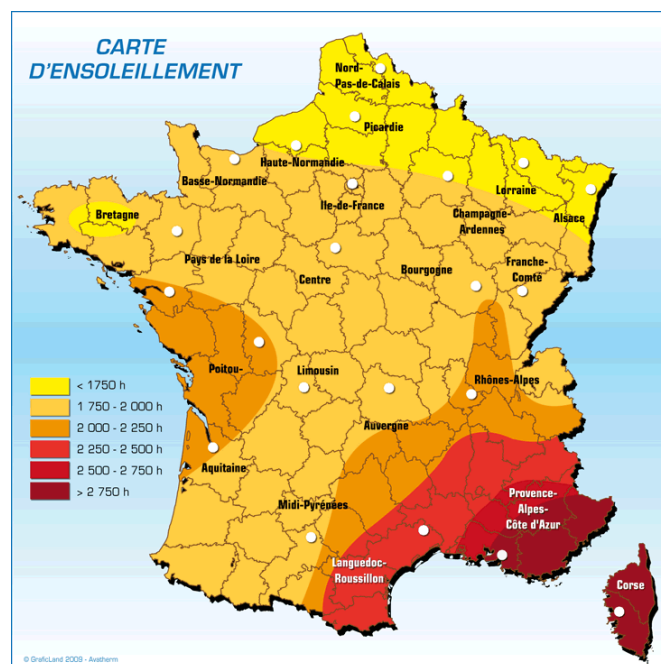 CARTE
D'ENSOLEILLEMENT
Nord-
Pas-de-Calais
Picardie
Haute-Normandie
Basse-Normandie
Ile-de-France
Lorraine
Champagne-
Ardennes
Alsace
Bretagne
Pays de la Loire
Centre
Bourgogne
Franche-
Comté
Poitou-
Limousin
Rhônes-Alpes
Auvergne
Aquitaine
Midi-Pyrénées
Languedoc-
Roussillon
Provence-
Alpes-
Côte d'Azur
Corse
< 1750 h
1 750 - 2 000 h
2 000 - 2 250 h
2 250 - 2 500 h
2 500 - 2 750 h
> 2 750 h
© GraficLand 2009 - Avatherm